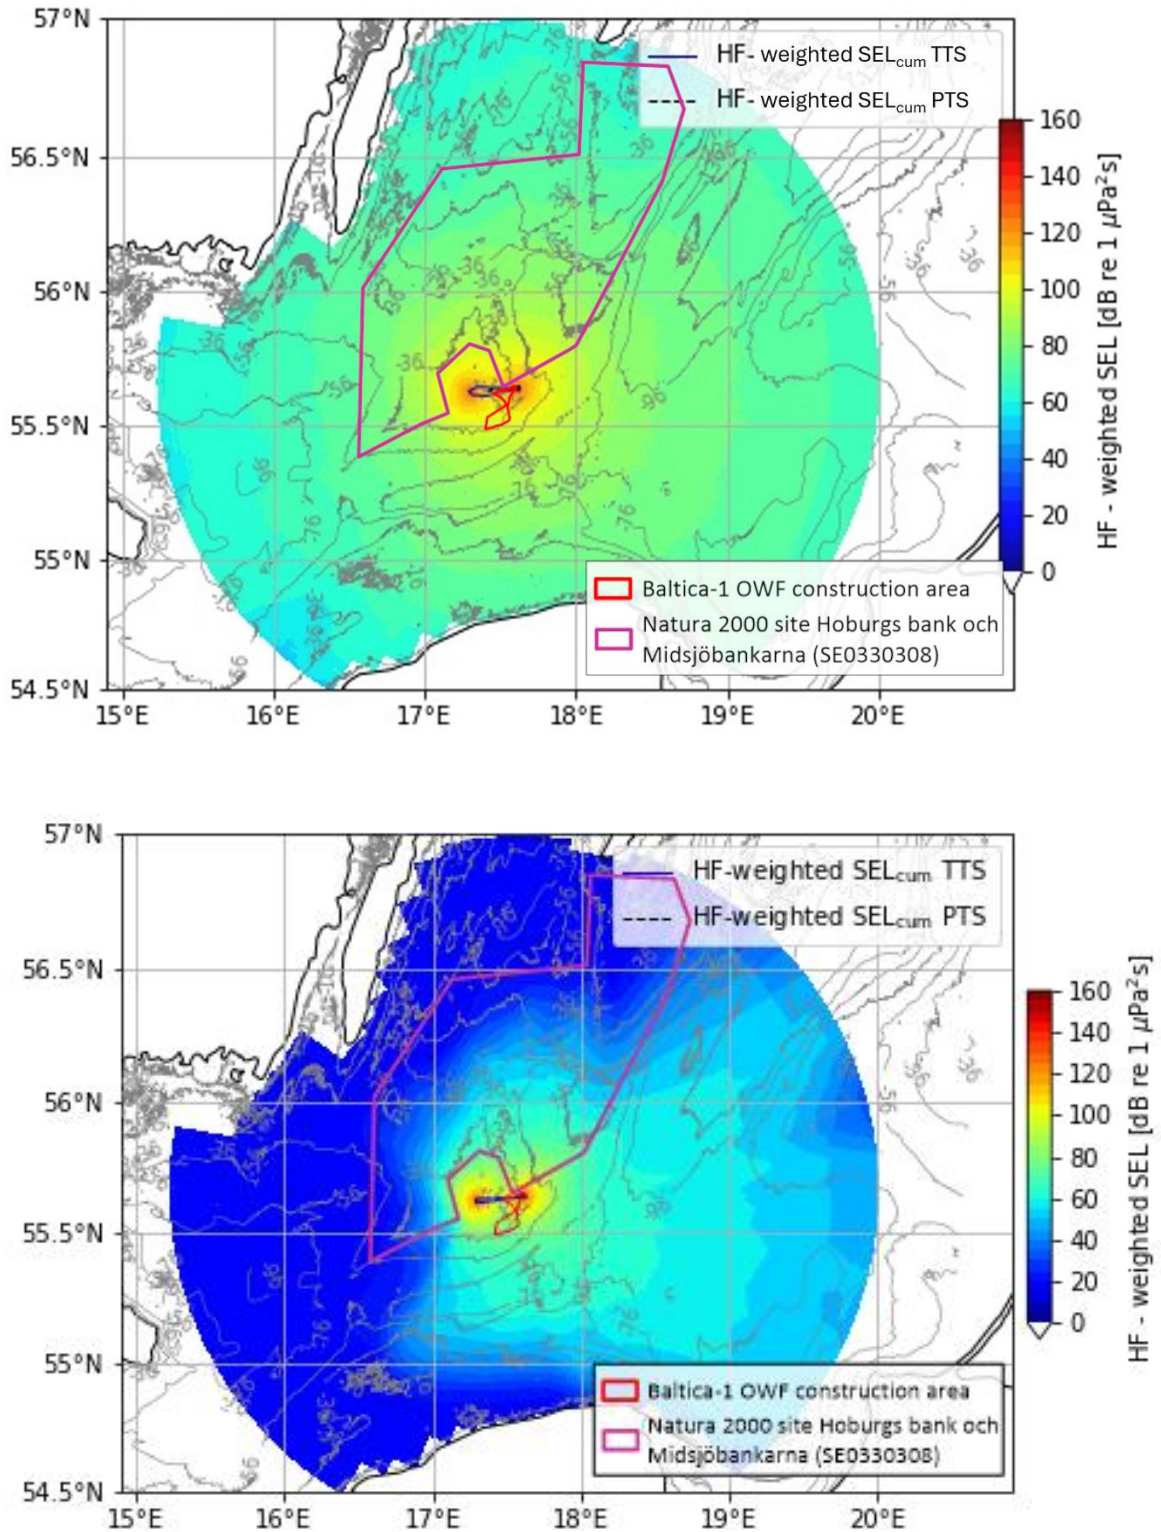 57°N
HF- weighted SELcum TTS
HF- weighted SELcum PTS
160
56.5°N
140
120
56°N
100
80
55.5°N
60
40
20
55°N
0
HF - weighted SEL [dB re 1 µPa²s]
Baltica-1 OWF construction area
Natura 2000 site Hoburgs bank och
Midsjöbankarna (SE0330308)
54.5°N
15°E 16°E 17°E 18°E 19°E 20°E
57°N
HF-weighted SELcum TTS
HF-weighted SELcum PTS
56.5°N
160
140
120
56°N
100
80
60
55.5°N
40
20
0
55°N
HF - weighted SEL [dB re 1 µPa²s]
Baltica-1 OWF construction area
Natura 2000 site Hoburgs bank och
Midsjöbankarna (SE0330308)
54.5°N
15°E 16°E 17°E 18°E 19°E 20°E